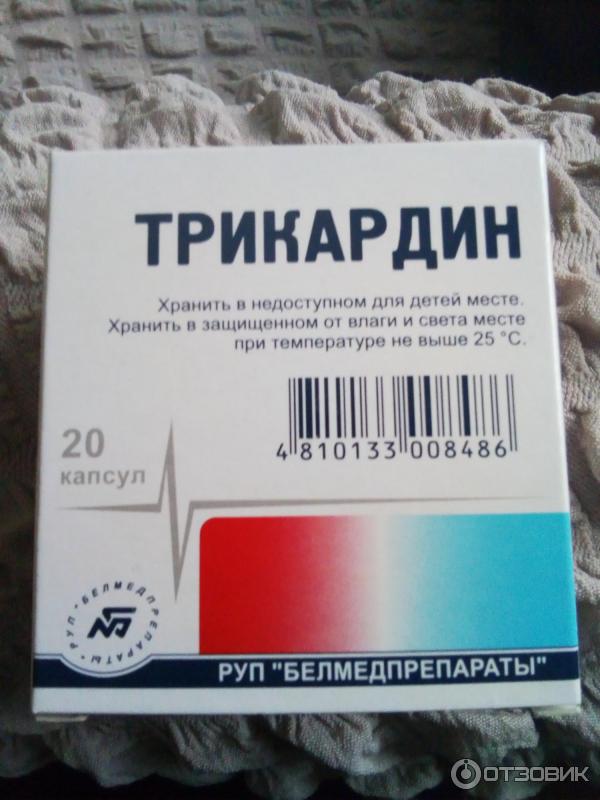 ТРИКАРДИН
Хранить в недоступном для детей месте.
Хранить в защищенном от влаги и света месте
при температуре не выше 25 °С.
20
капсул
4 810133 008486
РУП "БЕЛМЕДПРЕПАРАТЫ"
РУП "БЕЛМЕДПРЕПАРАТЫ"
ОТЗОВИК